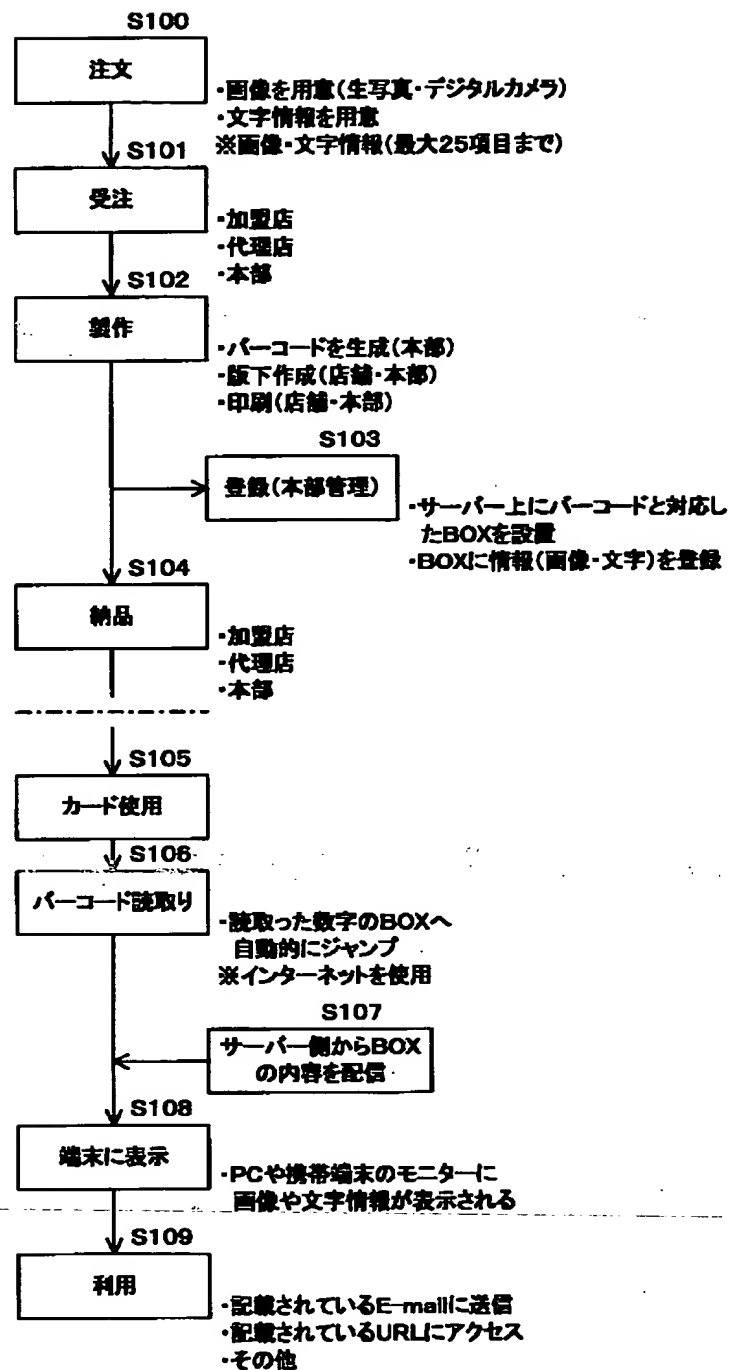 S100
注文
・画像を用意(生写真・デジタルカメラ)
・文字情報を用意
※画像・文字情報(最大25項目まで)
S101
受注
・加盟店
・代理店
・本部
S102
製作
・バーコードを生成(本部)
・版下作成(店舗・本部)
・印刷(店舗・本部)
S103
登録(本部管理)
・サーバー上にバーコードと対応し
たBOXを設置
・BOXに情報(画像・文字)を登録
S104
納品
・加盟店
・代理店
・本部
S105
カード使用
S106
バーコード読取り
・読取った数字のBOXへ
自動的にジャンプ
※インターネットを使用
S107
サーバー側からBOX
の内容を配信
S108
端末に表示
・PCや携帯端末のモニターに
画像や文字情報が表示される
S109
利用
・記載されているE-mailに送信
・記載されているURLにアクセス
・その他